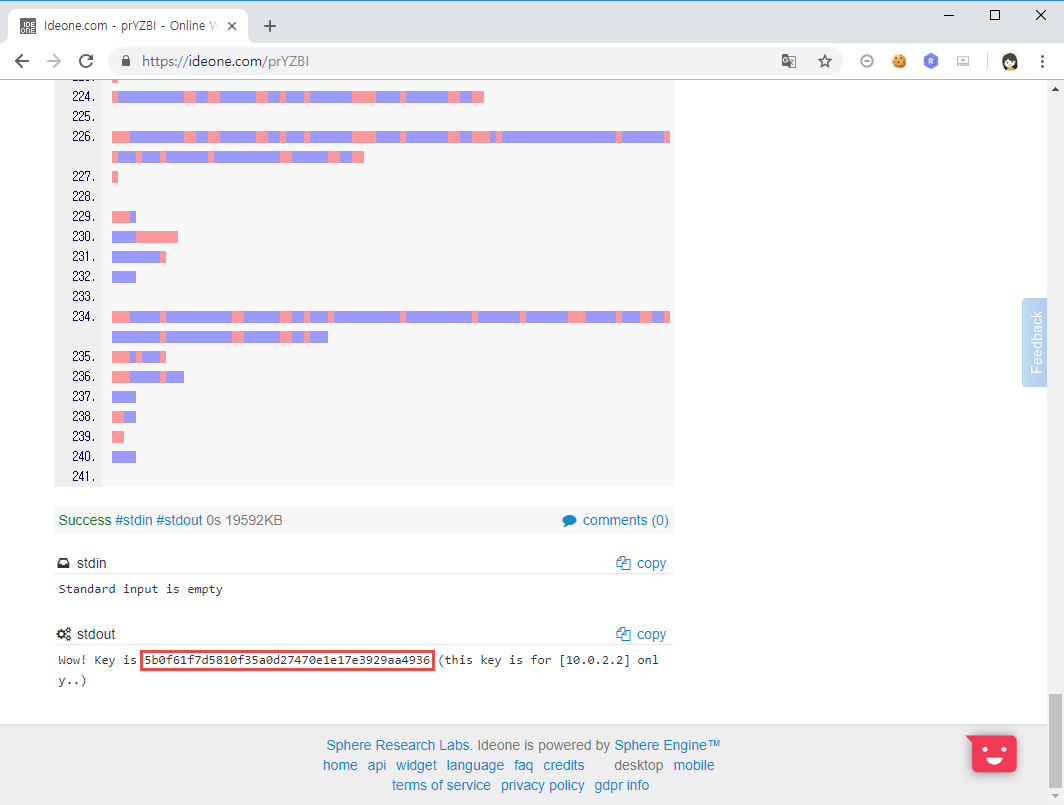 Ideone.com - prYZBI - Online W
https://ideone.com/prYZBI
224.
225.
226.
227.
228.
229.
230.
231.
232.
233.
234.
235.
236.
237.
238.
239.
240.
241.
Feedback
Success #stdin #stdout 0s 19592KB
comments (0)
stdin
copy
Standard input is empty
stdout
copy
Wow! Key is 5b0f61f7d5810f35a0d27470e1e17e3929aa4936 (this key is for [10.0.2.2] onl
y..)
Sphere Research Labs. Ideone is powered by Sphere Engine™
home api widget language faq credits desktop mobile
terms of service privacy policy gdpr info